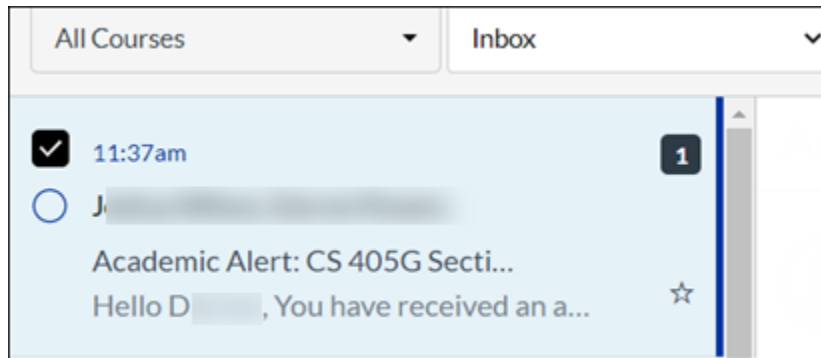 All Courses
Inbox
11:37am
1
Academic Alert: CS 405G Secti...
Hello D , You have received an a...